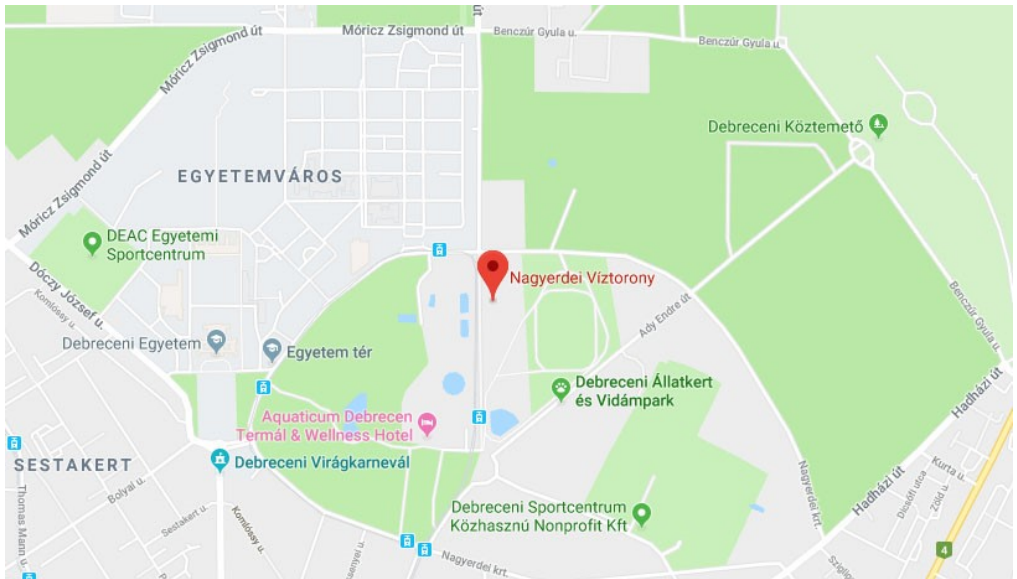 Móricz Zsigmond út
Móricz Zsigmond út
Benczúr Gyula u.
Benczúr Gyula u.
Debreceni Köztemető
EGYETEMVÁROS
Móricz Zsigmond út
DEAC Egyetemi
Sportcentrum
Nagyerdei Víztorony
Dóczy József u.
Komlóssy u.
Ady Endre út
Benczúr Gyula u.
Debreceni Egyetem
Egyetem tér
Debreceni Állatkert
és Vidámpark
Hadházi út
Aquaticum Debrecen
Termál & Wellness Hotel
SESTAKERT
Debreceni Virágkarnevál
Bolyai u.
Thomas Mann u.
Sestakert u.
Komlóssy u.
Debreceni Sportcentrum
Közhasznú Nonprofit Kft
Nagyerdei krt.
Hadházi út
Kurta u.
Dicsőfi utca
Zöld u.
Nagyerdei krt.
4